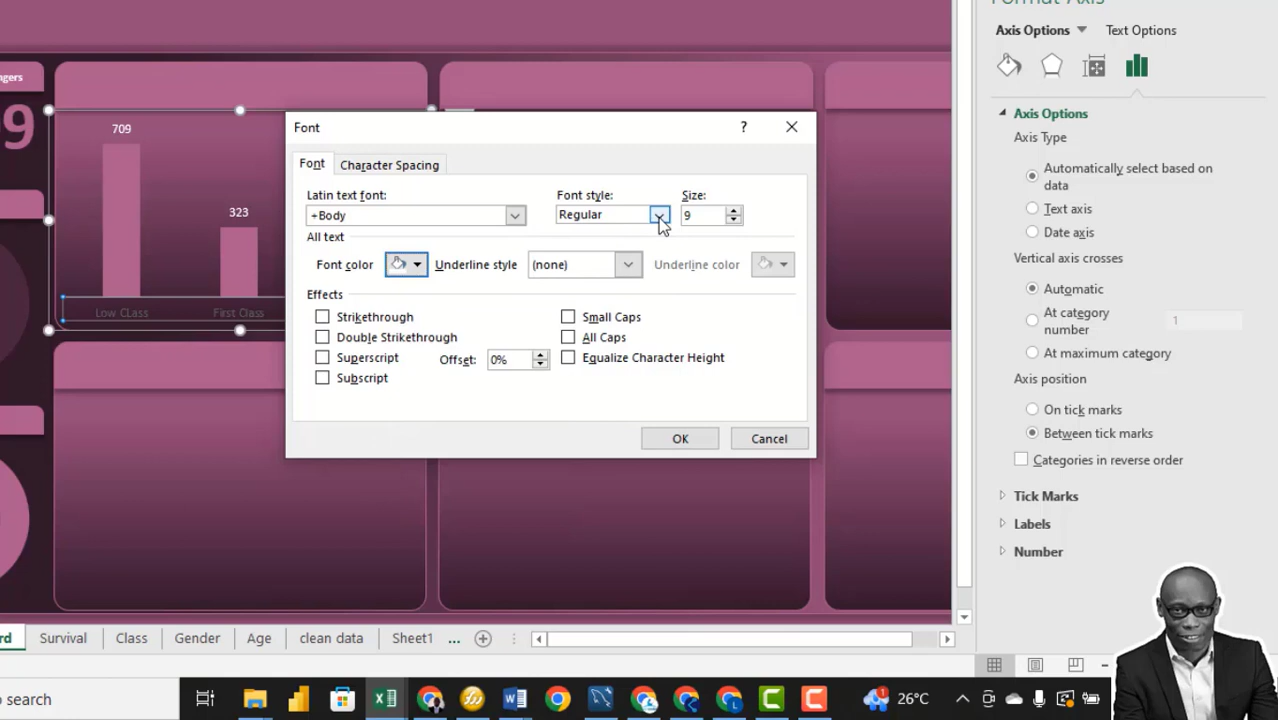 Format Axis
Axis Options
Text Options
ngers
9
709
323
Low CLass
First Class
Font
?
Font
Character Spacing
Latin text font:
Font style:
Size:
+Body
Regular
9
All text
Font color
Underline style
(none)
Underline color
Effects
Strikethrough
Small Caps
Double Strikethrough
All Caps
Superscript
Offset:
0%
Equalize Character Height
Subscript
OK
Cancel
Axis Options
Axis Type
Automatically select based on
data
Text axis
Date axis
Vertical axis crosses
Automatic
At category
number
1
At maximum category
Axis position
On tick marks
Between tick marks
Categories in reverse order
Tick Marks
Labels
Number
rd
Survival
Class
Gender
Age
clean data
Sheet1
...
o search
26°C